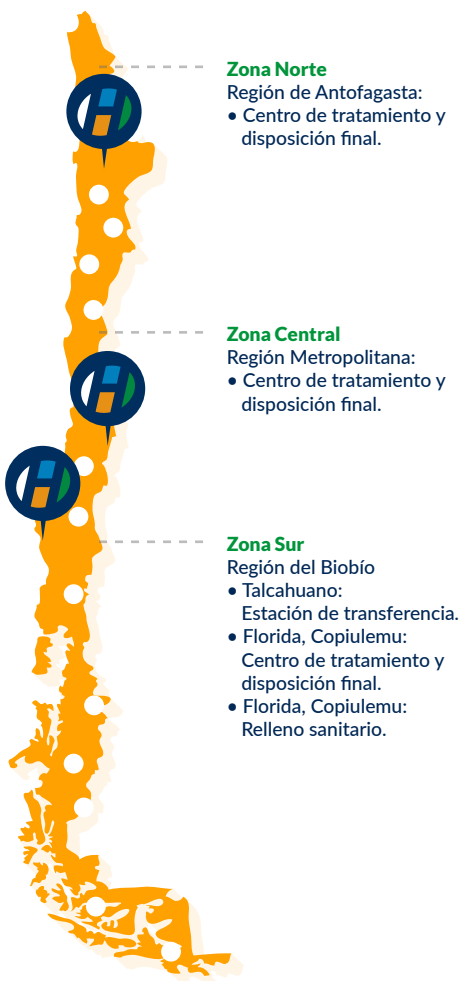 Zona Norte
Región de Antofagasta:
• Centro de tratamiento y
disposición final.
Zona Central
Región Metropolitana:
• Centro de tratamiento y
disposición final.
Zona Sur
Región del Biobío
• Talcahuano:
Estación de transferencia.
• Florida, Copiulemu:
Centro de tratamiento y
disposición final.
• Florida, Copiulemu:
Relleno sanitario.